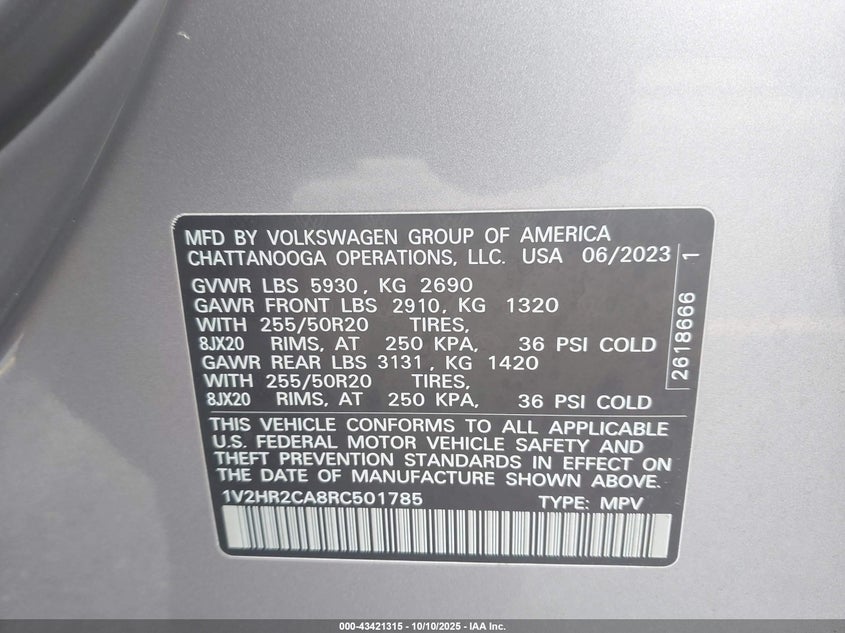 MFD BY VOLKSWAGEN GROUP OF AMERICA
CHATTANOOGA OPERATIONS, LLC. USA 06/2023
GVWR LBS 5930, KG 2690
GAWR FRONT LBS 2910, KG 1320
WITH 255/50R20 TIRES,
8JX20 RIMS, AT 250 KPA, 36 PSI COLD
GAWR REAR LBS 3131, KG 1420
WITH 255/50R20 TIRES,
8JX20 RIMS, AT 250 KPA, 36 PSI COLD
2618666 1
THIS VEHICLE CONFORMS TO ALL APPLICABLE
U.S. FEDERAL MOTOR VEHICLE SAFETY AND
THEFT PREVENTION STANDARDS IN EFFECT ON
THE DATE OF MANUFACTURE SHOWN ABOVE.
1V2HR2CA8RC501785 TYPE: MPV
000-43421315 - 10/10/2025 - IAA Inc.